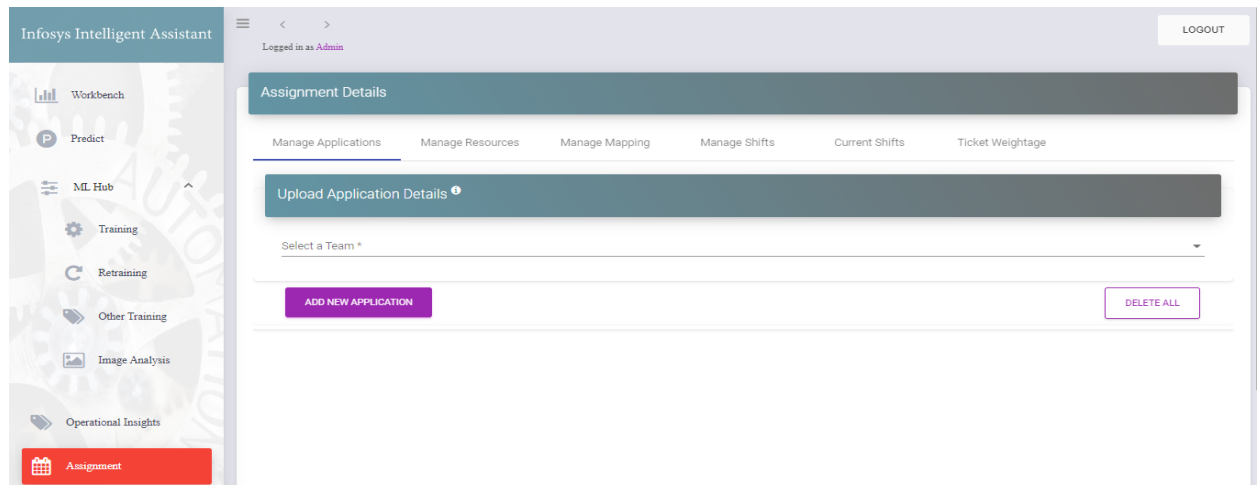 Infosys Intelligent Assistant
Logged in as Admin
LOGOUT
Workbench
Predict
ML Hub
Training
Retraining
Other Training
Image Analysis
Operational Insights
Assignment
Assignment Details
Manage Applications Manage Resources Manage Mapping Manage Shifts Current Shifts Ticket Weightage
Upload Application Details
Select a Team *
ADD NEW APPLICATION DELETE ALL
AUTOMATION